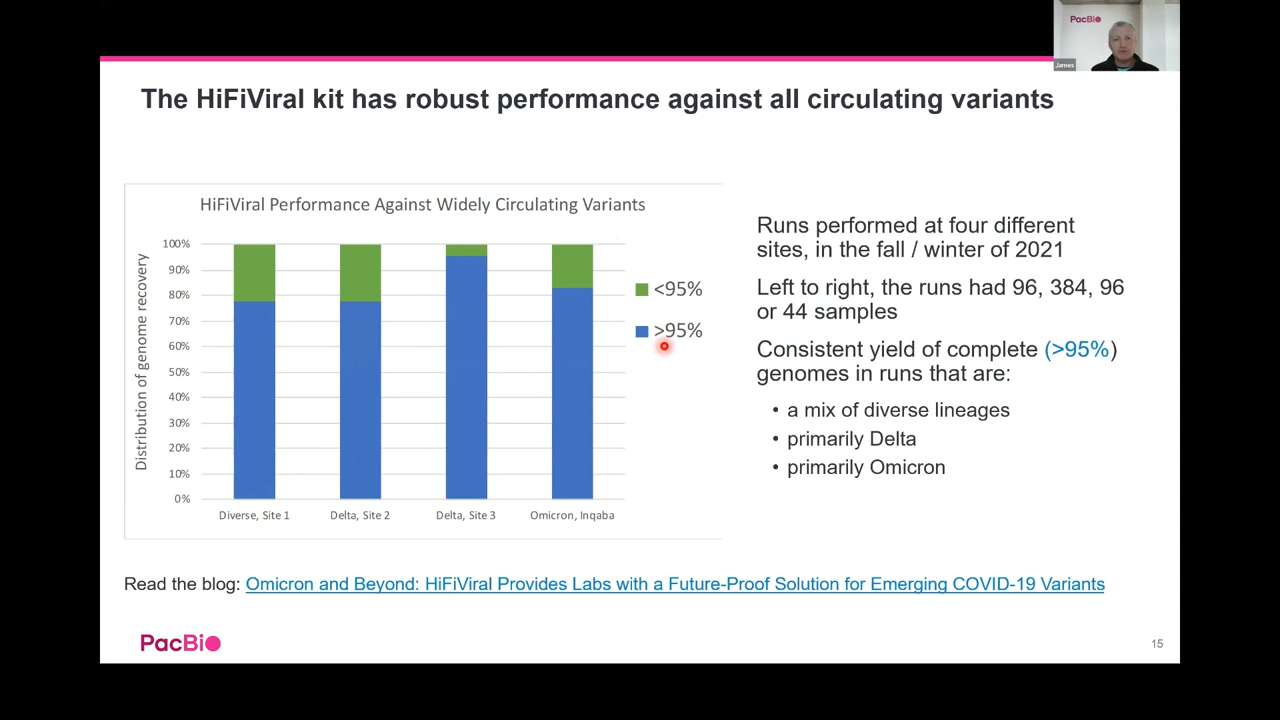 PacBio
James
The HiFiViral kit has robust performance against all circulating variants
HiFiViral Performance Against Widely Circulating Variants
Distribution of genome recovery
100%
90%
80%
70%
60%
50%
40%
30%
20%
10%
0%
Diverse, Site 1
Delta, Site 2
Delta, Site 3
Omicron, Inqaba
<95%
>95%
Runs performed at four different
sites, in the fall / winter of 2021
Left to right, the runs had 96, 384, 96
or 44 samples
Consistent yield of complete (>95%)
genomes in runs that are:
• a mix of diverse lineages
• primarily Delta
• primarily Omicron
Read the blog: Omicron and Beyond: HiFiViral Provides Labs with a Future-Proof Solution for Emerging COVID-19 Variants
PacBio
15